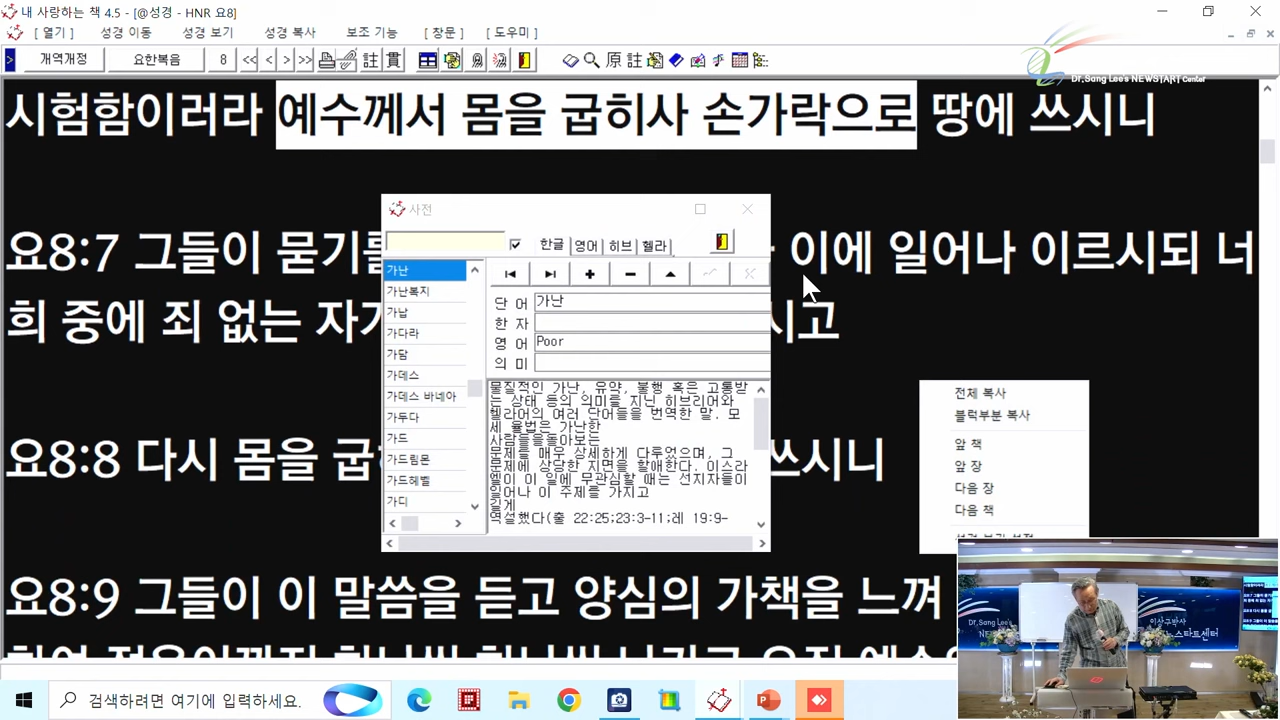 내 사랑하는 책 4.5 - [@성경 - HNR 요8]
[ 열기 ] 성경 이동 성경 보기 성경 복사 보조 기능 [ 창문 ] [ 도우미 ]
> 개역개정 요한복음 8 << < > >> 註 貫 原 註
Dr.Sang Lee's NEWSTART Center
시험함이러라 예수께서 몸을 굽히사 손가락으로 땅에 쓰시니
요8:7 그들이 묻기를 이에 일어나 이르시되 너
희 중에 죄 없는 자가 시고
요8:8 다시 몸을 굽 쓰시니
요8:9 그들이 이 말씀을 듣고 양심의 가책을 느껴
사전
한글 영어 히브 헬라
가난
가난복지
가납
가다라
가담
가데스
가데스 바네아
가두다
가드
가드림몬
가드헤벨
가디
단 어 가난
한 자
영 어 Poor
의 미
물질적인 가난, 유약, 불행 혹은 고통받
는 상태 등의 의미를 지닌 히브리어와
헬라어의 여러 단어들을 번역한 말. 모
세 율법은 가난한
사람들을돌아보는
문제를 매우 상세하게 다루었으며, 그
문제에 상당한 지면을 할애한다. 이스라
엘이 이 일에 무관심할 때는 선지자들이
일어나 이 주제를 가지고
길게
역설했다(출 22:25;23:3-11;레 19:9-
전체 복사
블럭부분 복사
앞 책
앞 장
다음 장
다음 책
Dr.Sang Lee's
이상구박사
스타트센터
검색하려면 여기에 입력하세요.